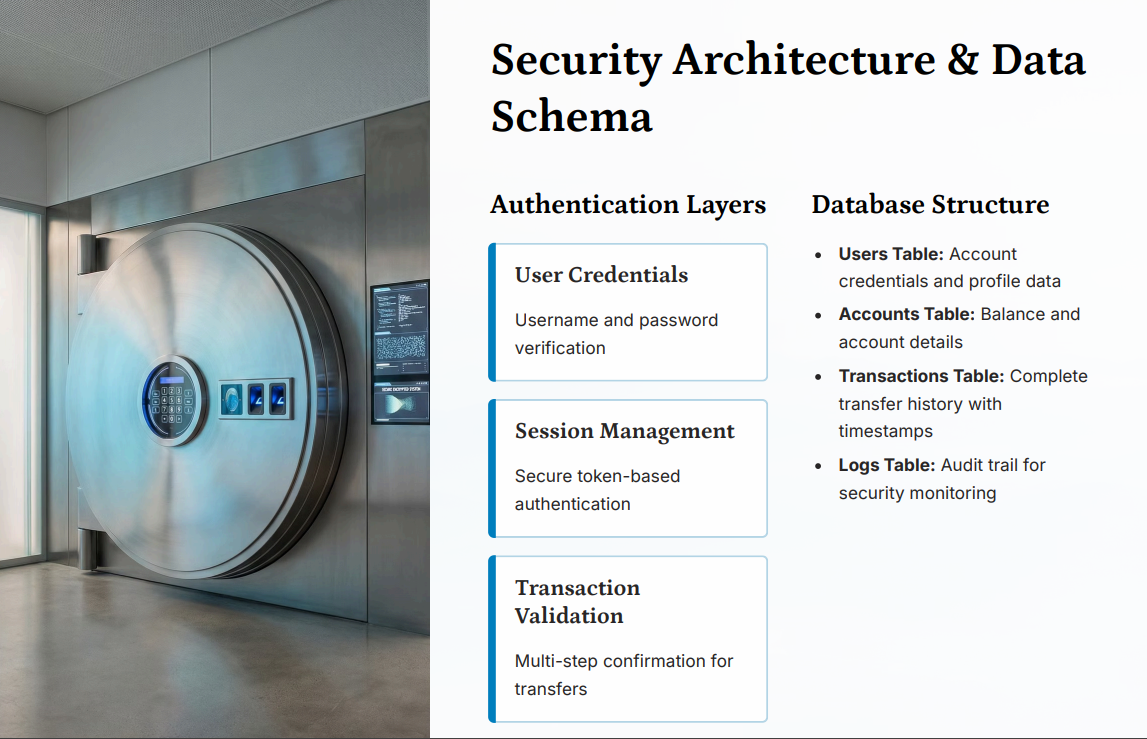 Security Architecture & Data
Schema
Authentication Layers
User Credentials
Username and password
verification
Session Management
Secure token-based
authentication
Transaction
Validation
Multi-step confirmation for
transfers
Database Structure
• Users Table: Account
credentials and profile data
• Accounts Table: Balance and
account details
• Transactions Table: Complete
transfer history with
timestamps
• Logs Table: Audit trail for
security monitoring